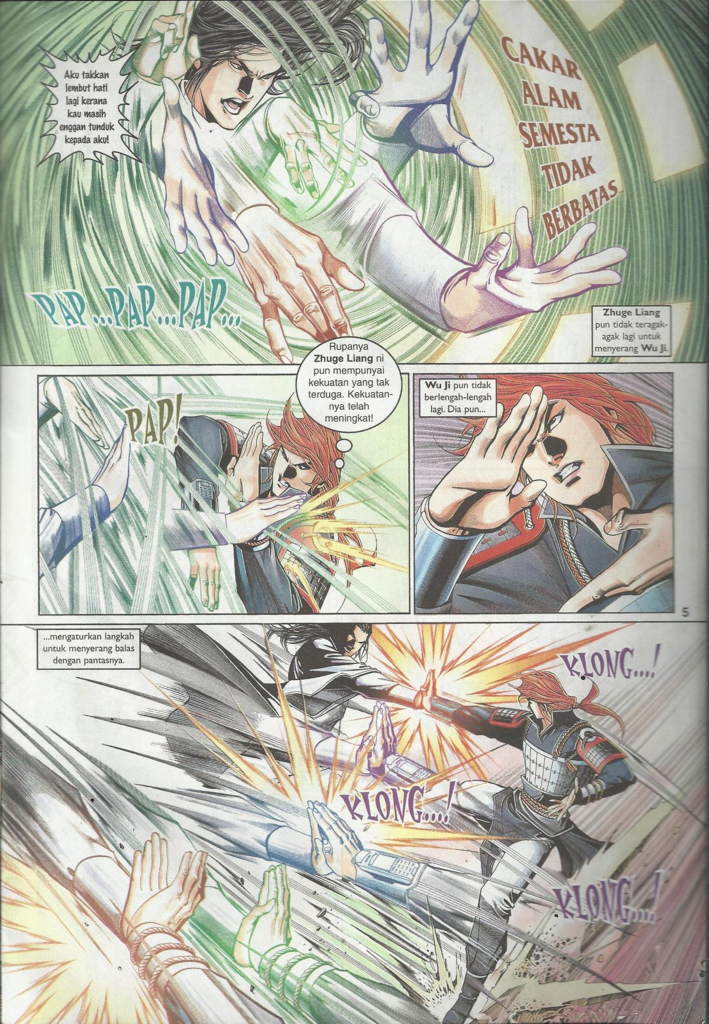 Aku takkan
lembut hati
lagi kerana
kau masih
enggan tunduk
kepada aku!
CAKAR
ALAM
SEMESTA
TIDAK
BERBATAS
PAP...PAP...PAP...
Zhuge Liang
pun tidak teragak-
agak lagi untuk
menyerang Wu Ji.
PAP!
Rupanya
Zhuge Liang ni
pun mempunyai
kekuatan yang tak
terduga. Kekuatan-
nya telah
meningkat!
Wu Ji pun tidak
berlengah-lengah
lagi. Dia pun...
5
...mengaturkan langkah
untuk menyerang balas
dengan pantasnya.
KLONG...!
KLONG...!
KLONG...!